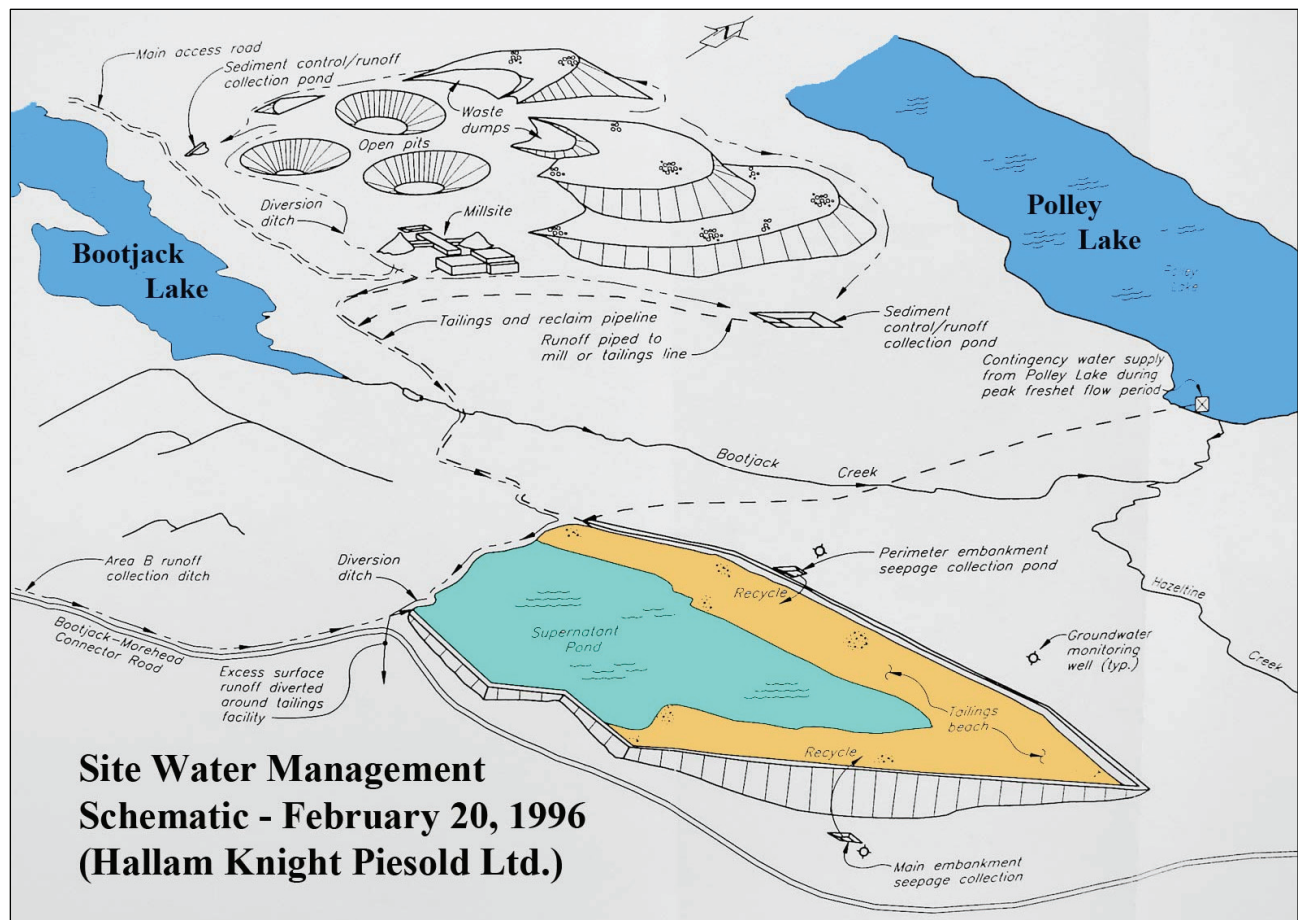 Main access road
Sediment control/runoff
collection pond
Waste
dumps
Open pits
Diversion
ditch
Millsite
Bootjack
Lake
Polley
Lake
Polley
Lake
Tailings and reclaim pipeline
Runoff piped to
mill or tailings line
Sediment
control/runoff
collection pond
Contingency water supply
from Polley Lake during
peak freshet flow period
Bootjack
Creek
Area B runoff
collection ditch
Diversion
ditch
Perimeter embankment
seepage collection pond
Recycle
Hazeltine
Creek
Bootjack-Morehead
Connector Road
Supernatant
Pond
Groundwater
monitoring
well (typ.)
Excess surface
runoff diverted
around tailings
facility
Tailings
beach
Recycle
Main embankment
seepage collection
Site Water Management
Schematic - February 20, 1996
(Hallam Knight Piesold Ltd.)